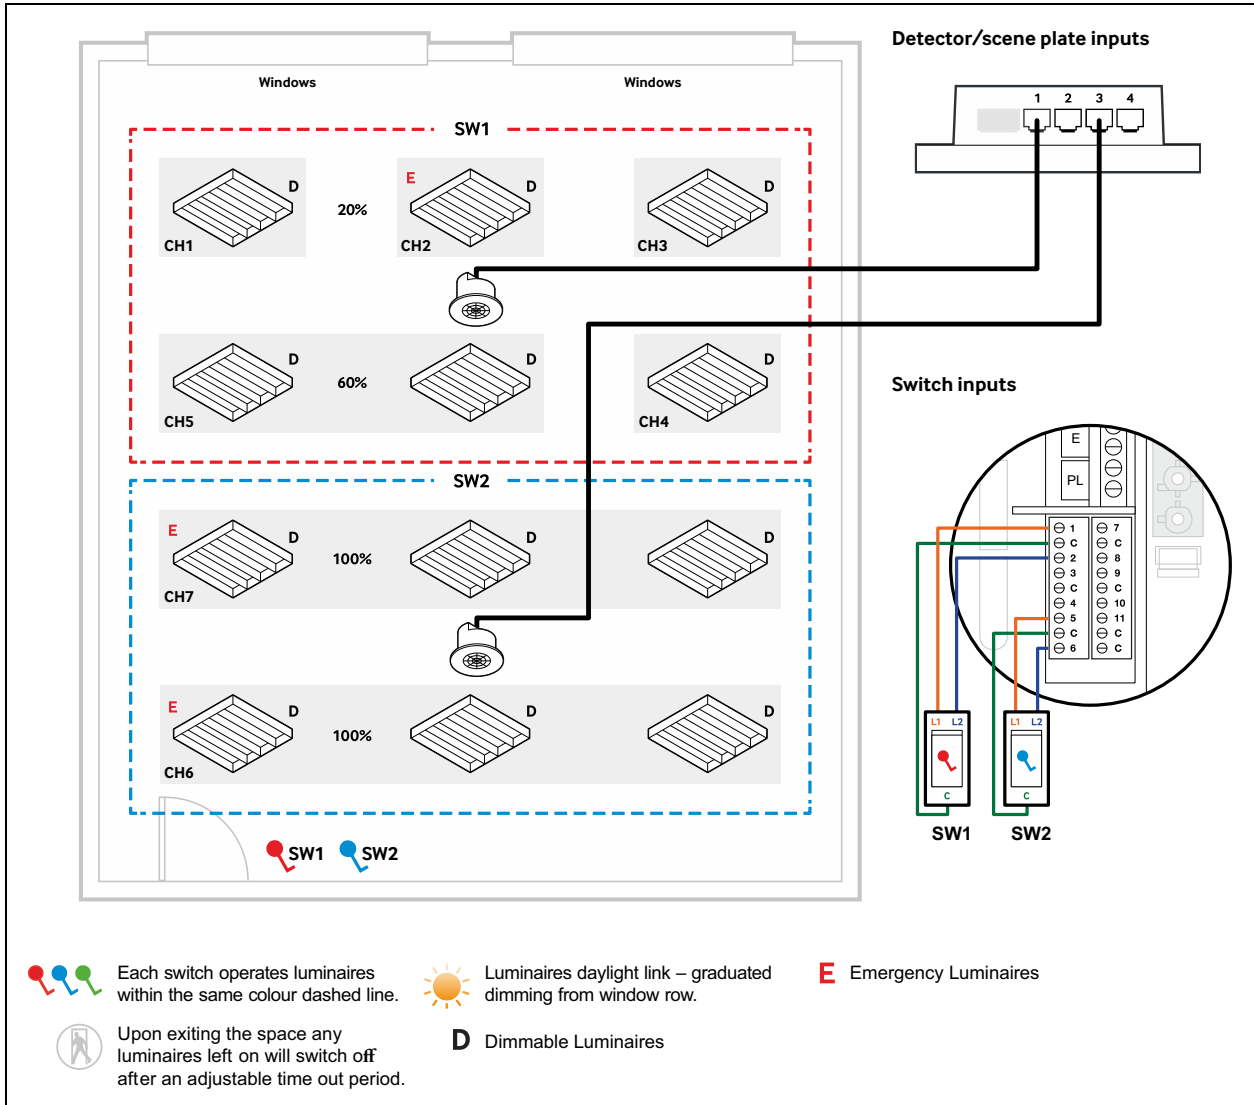 Detector/scene plate inputs
1 2 3 4
Windows Windows
SW1
E
D D D
20%
CH1 CH2 CH3
D D D
60%
CH5 CH4
Switch inputs
E
PL
SW2
E
D D D
100%
CH7
1 7
C C
2 8
3 9
C C
4 10
5 11
C C
6 C
E
D D D
100%
CH6
L1 L2 L1 L2
C C
SW1 SW2
SW1 SW2
Each switch operates luminaires
within the same colour dashed line.
Luminaires daylight link – graduated
dimming from window row.
E Emergency Luminaires
Upon exiting the space any
luminaires left on will switch off
after an adjustable time out period.
D Dimmable Luminaires